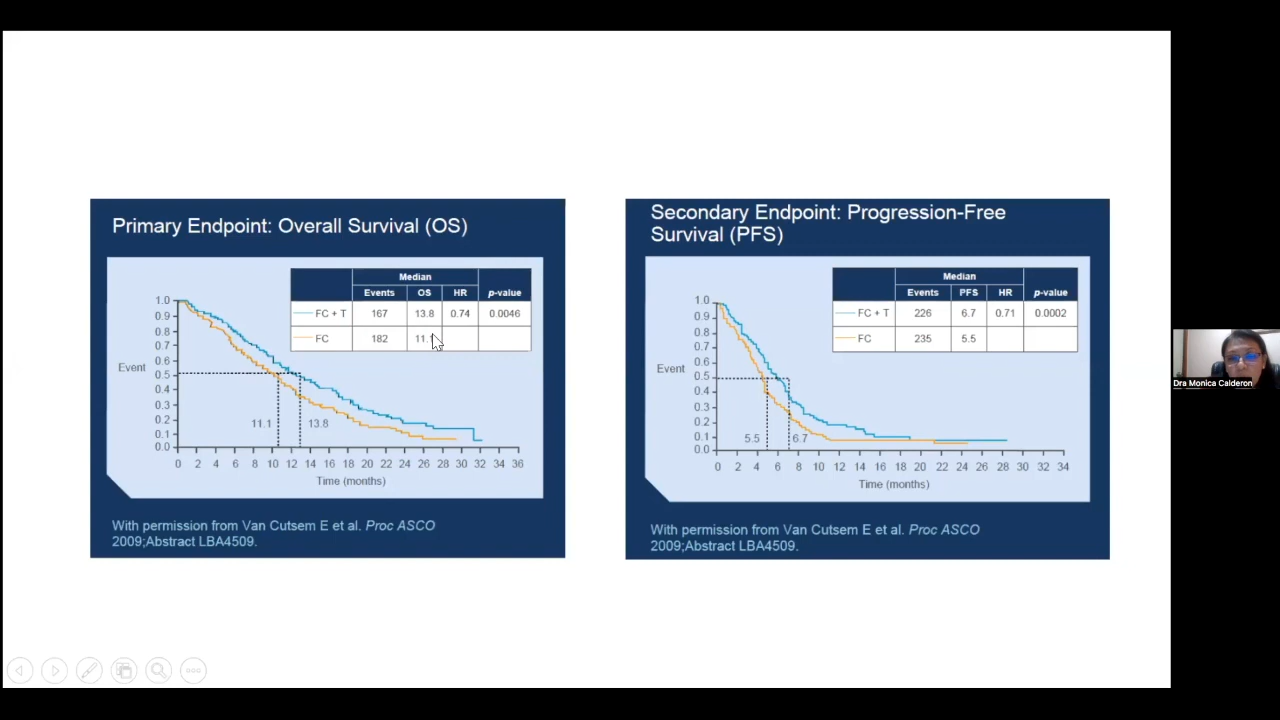 Primary Endpoint: Overall Survival (OS)
Median
Events OS HR p-value
FC + T 167 13.8 0.74 0.0046
FC 182 11.1
1.0
0.9
0.8
0.7
0.6
0.5
0.4
0.3
0.2
0.1
0.0
Event
11.1 13.8
0 2 4 6 8 10 12 14 16 18 20 22 24 26 28 30 32 34 36
Time (months)
With permission from Van Cutsem E et al. Proc ASCO
2009;Abstract LBA4509.
Secondary Endpoint: Progression-Free
Survival (PFS)
Median
Events PFS HR p-value
FC + T 226 6.7 0.71 0.0002
FC 235 5.5
1.0
0.9
0.8
0.7
0.6
0.5
0.4
0.3
0.2
0.1
0.0
Event
5.5 6.7
0 2 4 6 8 10 12 14 16 18 20 22 24 26 28 30 32 34
Time (months)
With permission from Van Cutsem E et al. Proc ASCO
2009;Abstract LBA4509.
Dra Monica Calderon